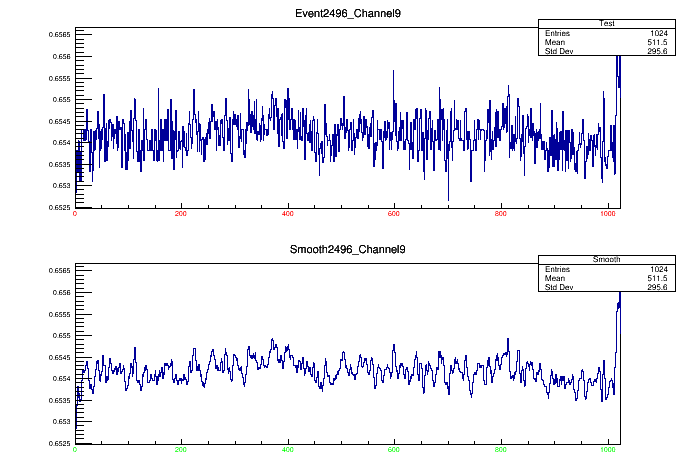 Event2496_Channel9
Test
Entries 1024
Mean 511.5
Std Dev 295.6
0.6565
0.656
0.6555
0.655
0.6545
0.654
0.6535
0.653
0.6525
0 200 400 600 800 1000
Smooth2496_Channel9
Smooth
Entries 1024
Mean 511.5
Std Dev 295.6
0.6565
0.656
0.6555
0.655
0.6545
0.654
0.6535
0.653
0.6525
0 200 400 600 800 1000